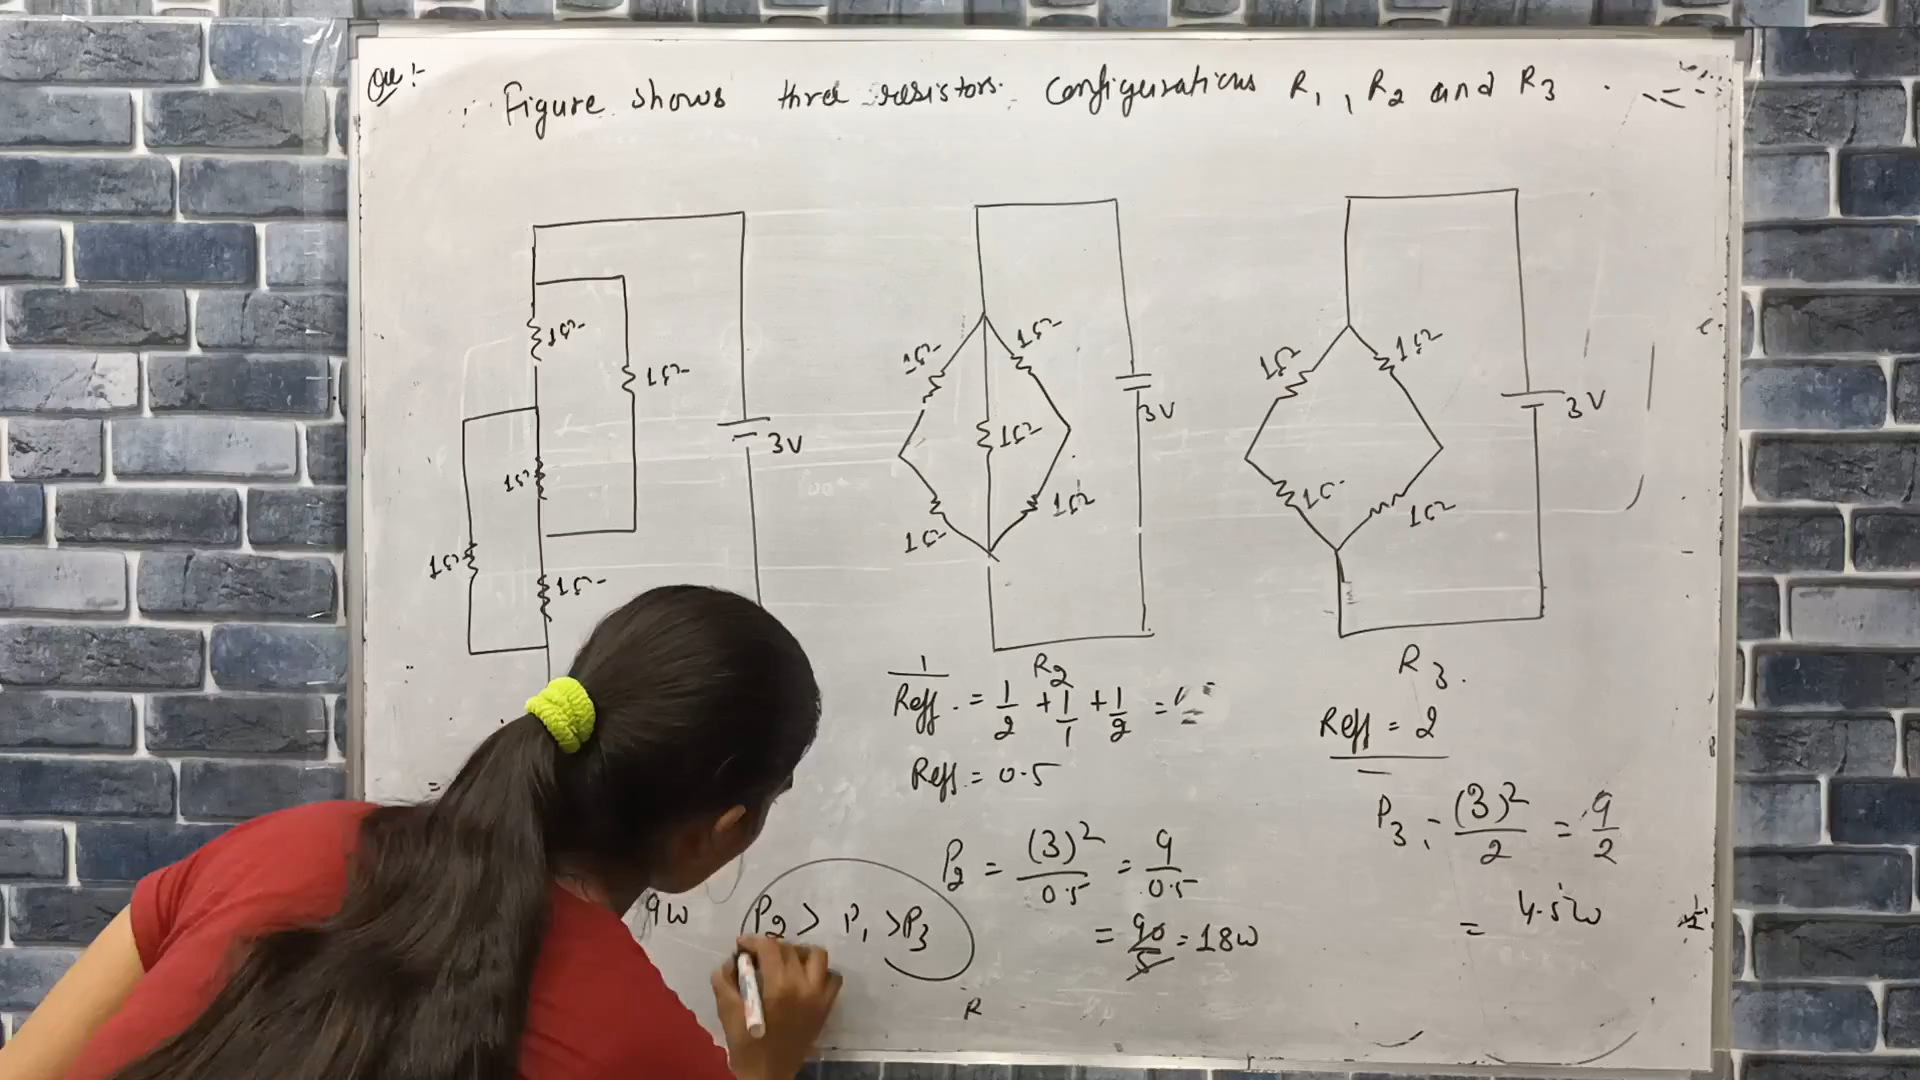 Que :-
Figure shows three resistors configurations R1, R2 and R3
1Ω
1Ω
1Ω
1Ω
1Ω
3V
1Ω
1Ω
1Ω
1Ω
1Ω
3V
R2
1Ω
1Ω
1Ω
1Ω
3V
R3.
1/Reff. = 1/2 + 1/1 + 1/2 =
Reff. = 0.5
P2 = (3)²/0.5 = 9/0.5
= 90/5 = 18W
Reff = 2
P3 = (3)²/2 = 9/2
= 4.5W
9W
P2 > P1 > P3
R